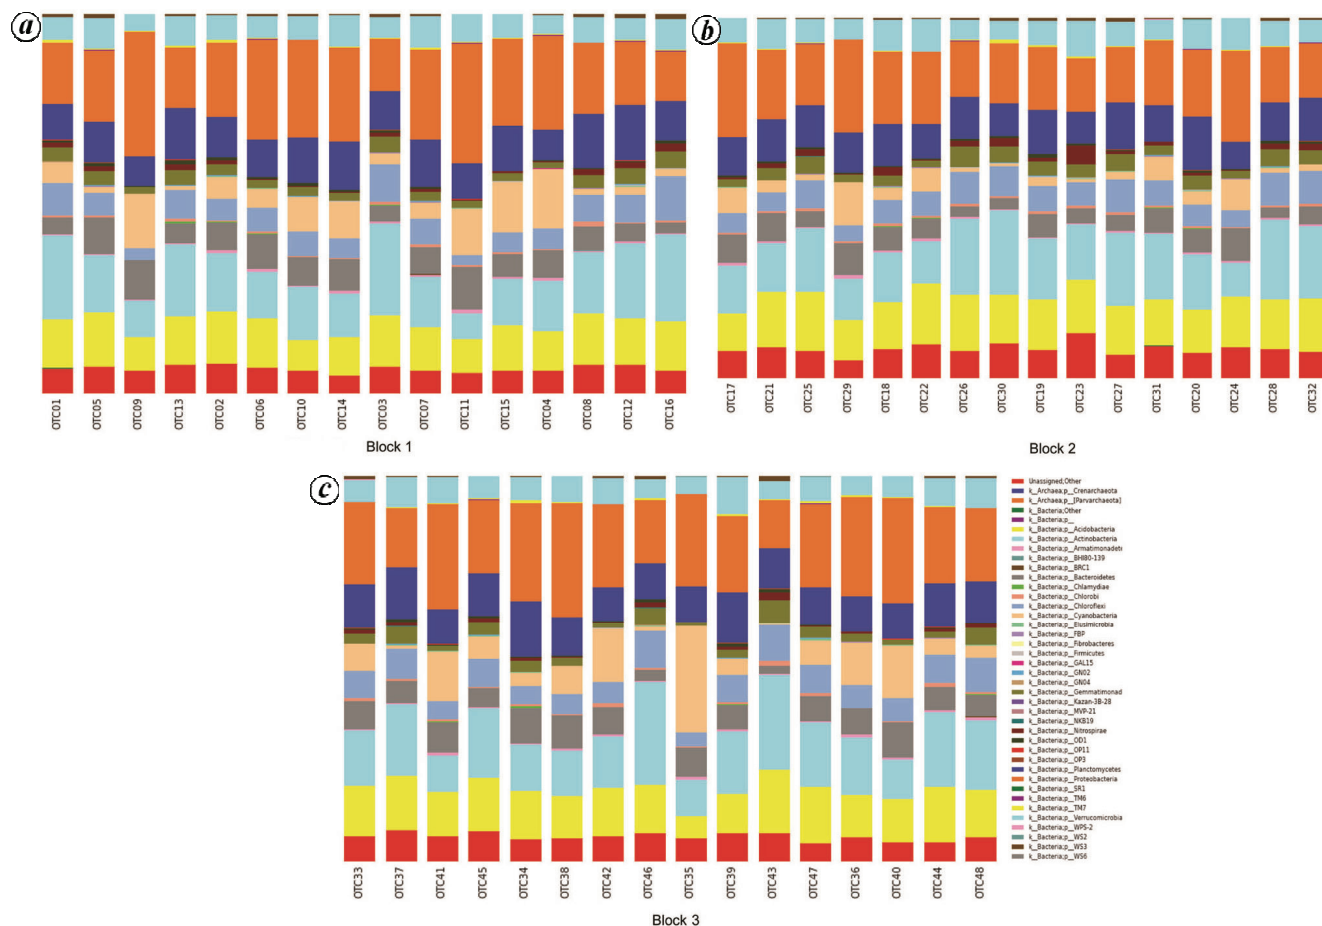 a
OTC01 OTC05 OTC09 OTC13 OTC02 OTC06 OTC10 OTC14 OTC03 OTC07 OTC11 OTC15 OTC04 OTC08 OTC12 OTC16
Block 1
b
OTC17 OTC21 OTC25 OTC29 OTC18 OTC22 OTC26 OTC30 OTC19 OTC23 OTC27 OTC31 OTC20 OTC24 OTC28 OTC32
Block 2
c
OTC33 OTC37 OTC41 OTC45 OTC34 OTC38 OTC42 OTC46 OTC35 OTC39 OTC43 OTC47 OTC36 OTC40 OTC44 OTC48
Block 3
Unassigned;Other
k__Archaea;p__Crenarchaeota
k__Archaea;p__[Parvarchaeota]
k__Bacteria;Other
k__Bacteria;p__
k__Bacteria;p__Acidobacteria
k__Bacteria;p__Actinobacteria
k__Bacteria;p__Armatimonadete
k__Bacteria;p__BHI80-139
k__Bacteria;p__BRC1
k__Bacteria;p__Bacteroidetes
k__Bacteria;p__Chlamydiae
k__Bacteria;p__Chlorobi
k__Bacteria;p__Chloroflexi
k__Bacteria;p__Cyanobacteria
k__Bacteria;p__Elusimicrobia
k__Bacteria;p__FBP
k__Bacteria;p__Fibrobacteres
k__Bacteria;p__Firmicutes
k__Bacteria;p__GAL15
k__Bacteria;p__GN02
k__Bacteria;p__GN04
k__Bacteria;p__Gemmatimonad
k__Bacteria;p__Kazan-3B-28
k__Bacteria;p__MVP-21
k__Bacteria;p__NKB19
k__Bacteria;p__Nitrospirae
k__Bacteria;p__OD1
k__Bacteria;p__OP11
k__Bacteria;p__OP3
k__Bacteria;p__Planctomycetes
k__Bacteria;p__Proteobacteria
k__Bacteria;p__SR1
k__Bacteria;p__TM6
k__Bacteria;p__TM7
k__Bacteria;p__Verrucomicrobia
k__Bacteria;p__WPS-2
k__Bacteria;p__WS2
k__Bacteria;p__WS3
k__Bacteria;p__WS6